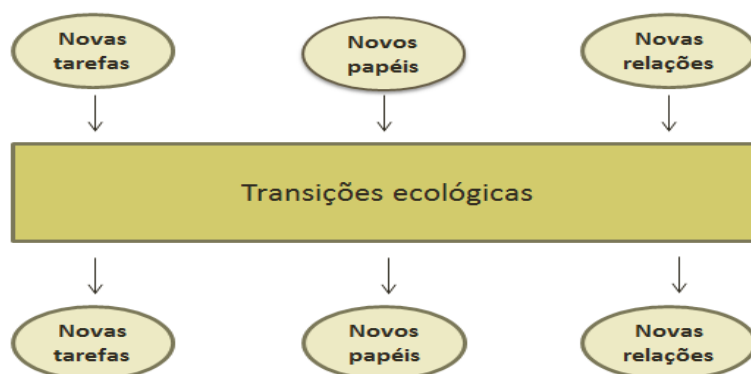 Novas
tarefas
Novos
papéis
Novas
relações
Transições ecológicas
Novas
tarefas
Novos
papéis
Novas
relações